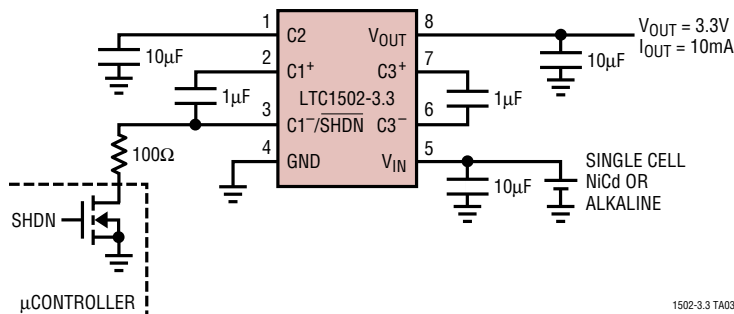 1
C2
VOUT
8
VOUT = 3.3V
IOUT = 10mA
10µF
2
C1+
C3+
7
10µF
1µF
LTC1502-3.3
1µF
3
C1–/SHDN
C3–
6
100Ω
4
GND
VIN
5
10µF
SINGLE CELL
NiCd OR
ALKALINE
SHDN
µCONTROLLER
1502-3.3 TA03